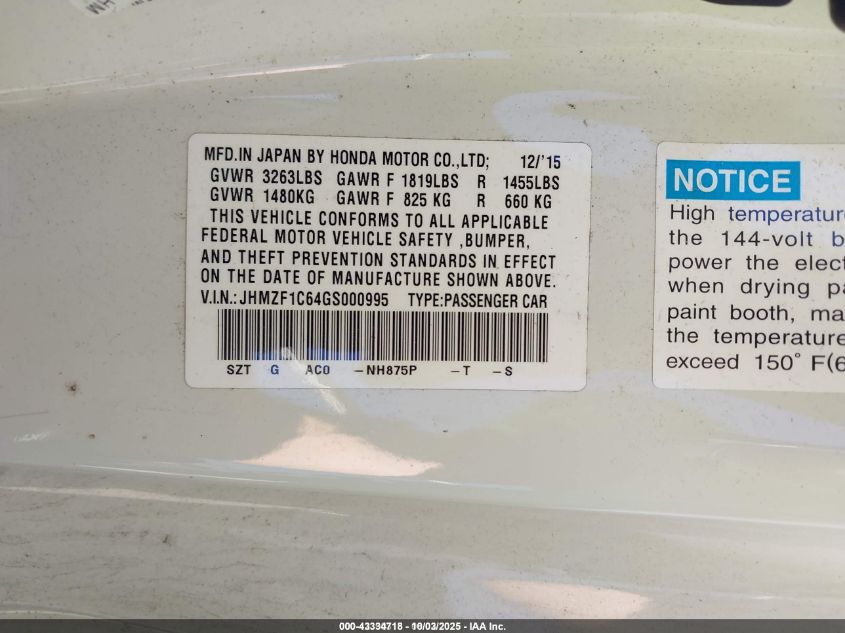 WH
MFD.IN JAPAN BY HONDA MOTOR CO.,LTD; 12/'15
GVWR 3263LBS GAWR F 1819LBS R 1455LBS
GVWR 1480KG GAWR F 825 KG R 660 KG
THIS VEHICLE CONFORMS TO ALL APPLICABLE
FEDERAL MOTOR VEHICLE SAFETY ,BUMPER,
AND THEFT PREVENTION STANDARDS IN EFFECT
ON THE DATE OF MANUFACTURE SHOWN ABOVE.
V.I.N.:JHMZF1C64GS000995 TYPE:PASSENGER CAR
SZT G AC0 -NH875P -T -S
NOTICE
High temperature
the 144-volt b
power the elect
when drying pa
paint booth, ma
the temperature
exceed 150° F(6
000-43334718 - 10/03/2025 - IAA Inc.